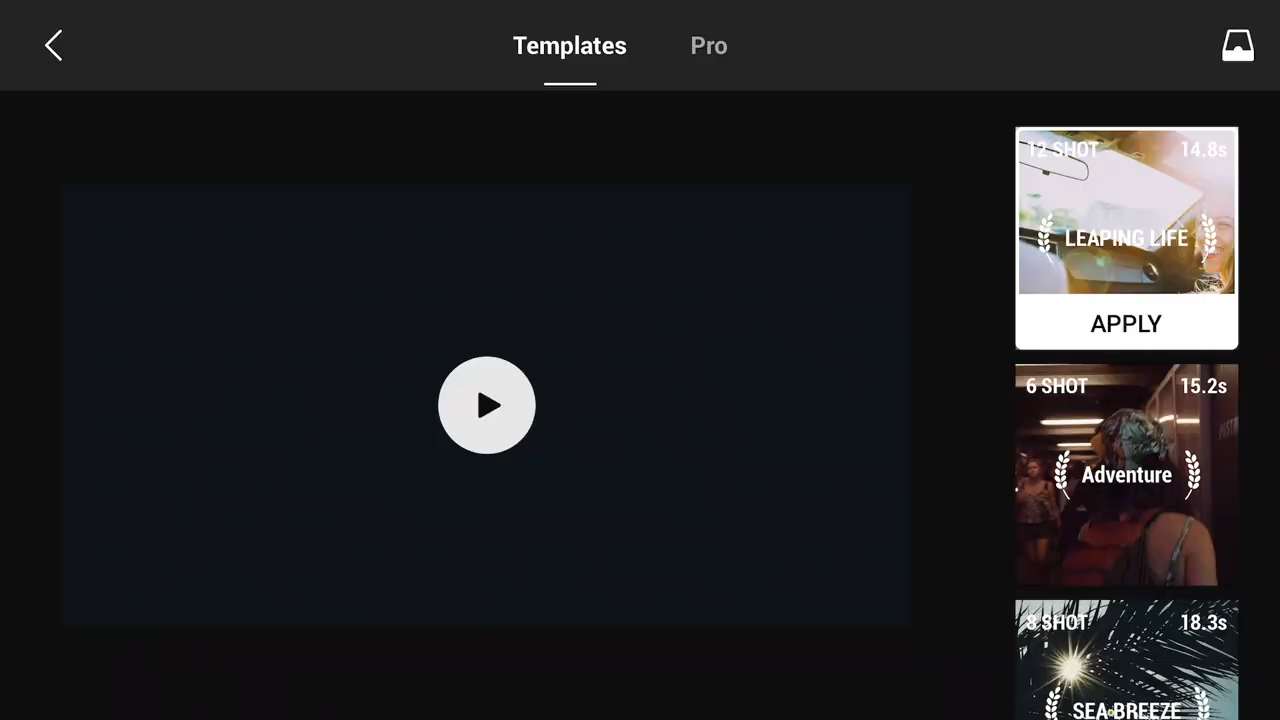 Templates Pro
12 SHOT 14.8s
LEAPING LIFE
APPLY
6 SHOT 15.2s
Adventure
8 SHOT 18.3s
SEA BREEZE